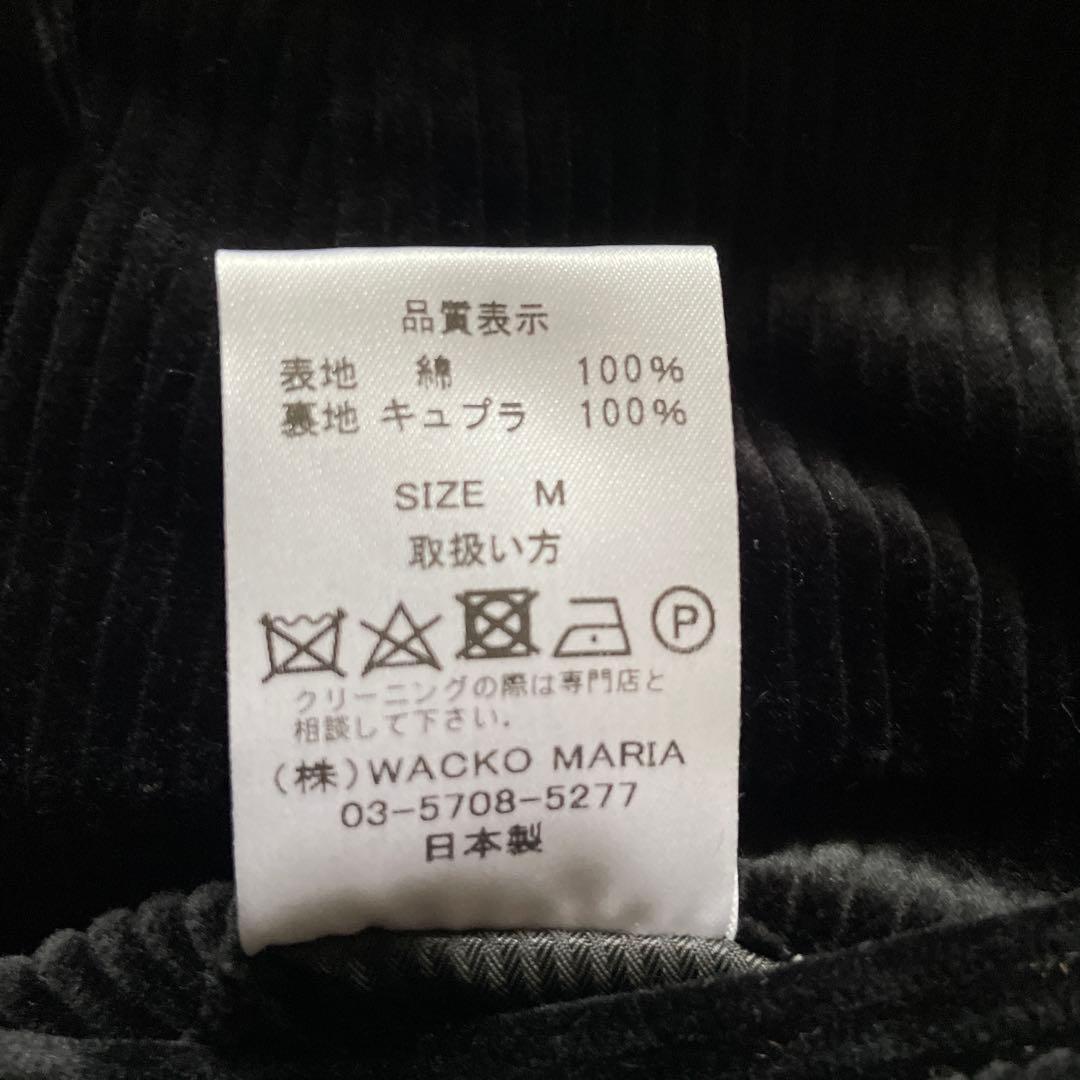 品質表示
表地 綿 100%
裏地 キュプラ 100%
SIZE M
取扱い方
P
クリーニングの際は専門店と
相談して下さい.
(株)WACKO MARIA
03-5708-5277
日本製